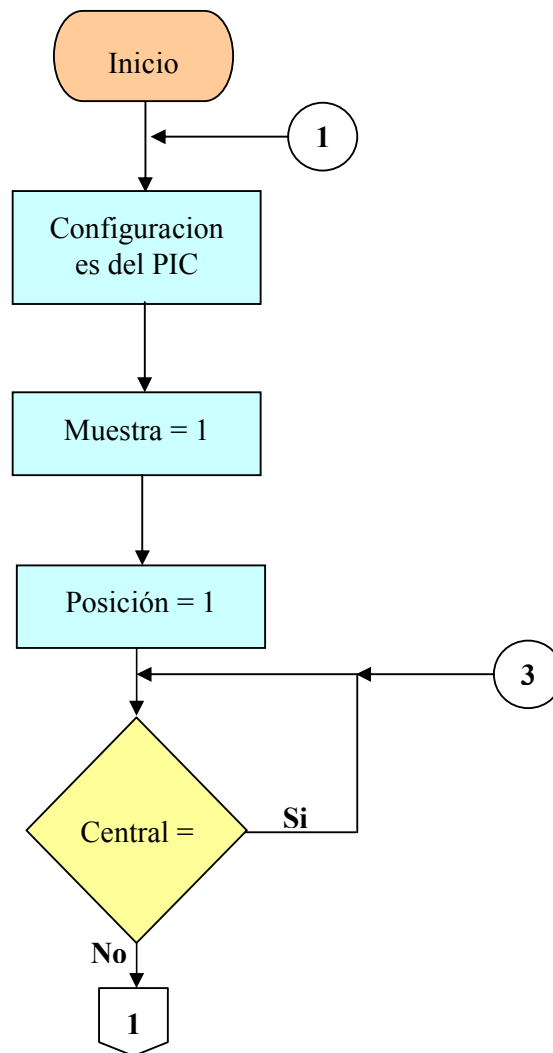 Inicio
1
Configuracion
es del PIC
Muestra = 1
Posición = 1
3
Central =
Si
No
1